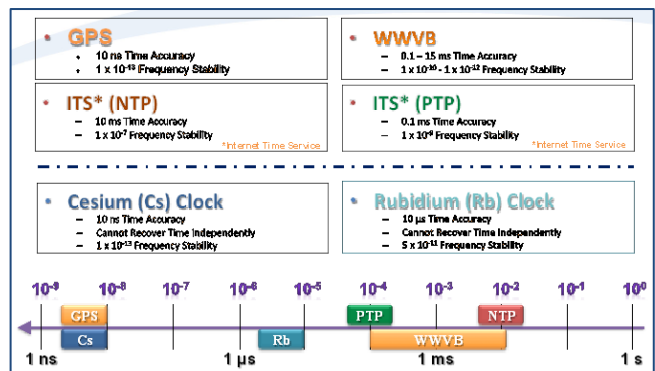 GPS
10 ns Time Accuracy
1 x 10⁻¹³ Frequency Stability
WWVB
0.1 – 15 ms Time Accuracy
1 x 10⁻¹⁰ - 1 x 10⁻¹² Frequency Stability
ITS* (NTP)
10 ms Time Accuracy
1 x 10⁻⁷ Frequency Stability
*Internet Time Service
ITS* (PTP)
0.1 ms Time Accuracy
1 x 10⁻⁹ Frequency Stability
*Internet Time Service
Cesium (Cs) Clock
10 ns Time Accuracy
Cannot Recover Time Independently
1 x 10⁻¹³ Frequency Stability
Rubidium (Rb) Clock
10 µs Time Accuracy
Cannot Recover Time Independently
5 x 10⁻¹¹ Frequency Stability
10⁻⁹ 10⁻⁸ 10⁻⁷ 10⁻⁶ 10⁻⁵ 10⁻⁴ 10⁻³ 10⁻² 10⁻¹ 10⁰
GPS PTP NTP
Cs Rb WWVB
1 ns 1 µs 1 ms 1 s